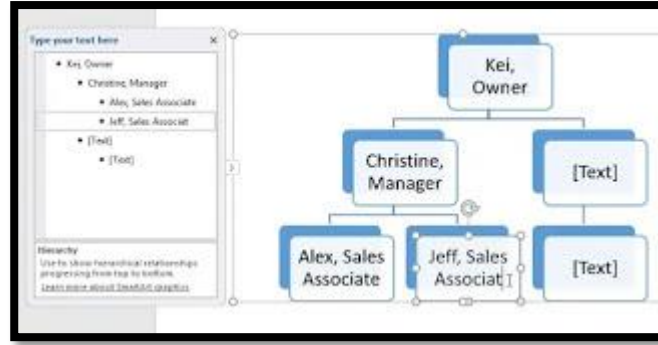 Type your text here
Kei, Owner
Christine, Manager
Alex, Sales Associate
Jeff, Sales Associat
[Text]
[Text]
Hierarchy
Use to show hierarchical relationships
progressing from top to bottom.
Learn more about SmartArt graphics
Kei,
Owner
Christine,
Manager
[Text]
Alex, Sales
Associate
Jeff, Sales
Associat
[Text]